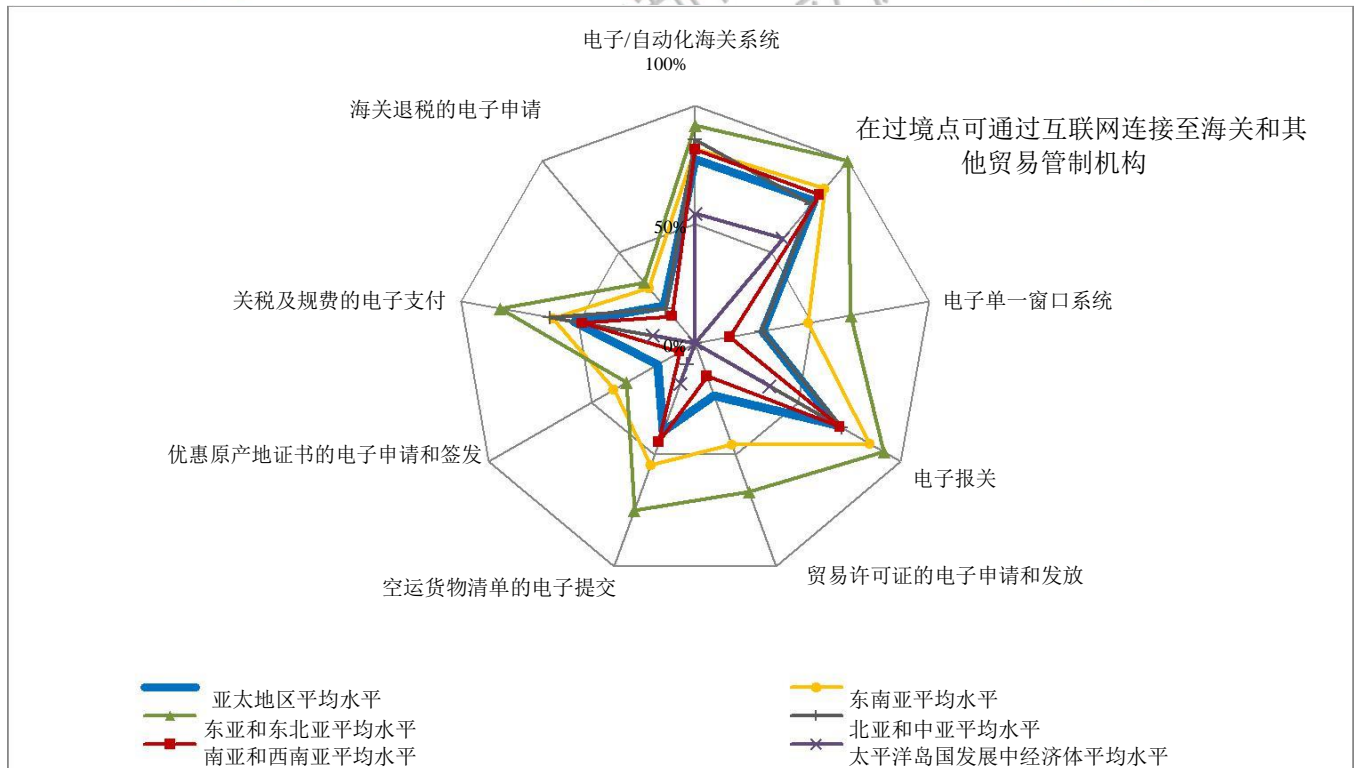 电子/自动化海关系统
100%
海关退税的电子申请
在过境点可通过互联网连接至海关和其
他贸易管制机构
50%
关税及规费的电子支付
电子单一窗口系统
0%
优惠原产地证书的电子申请和签发
电子报关
空运货物清单的电子提交
贸易许可证的电子申请和发放
亚太地区平均水平
东南亚平均水平
东亚和东北亚平均水平
北亚和中亚平均水平
南亚和西南亚平均水平
太平洋岛国发展中经济体平均水平